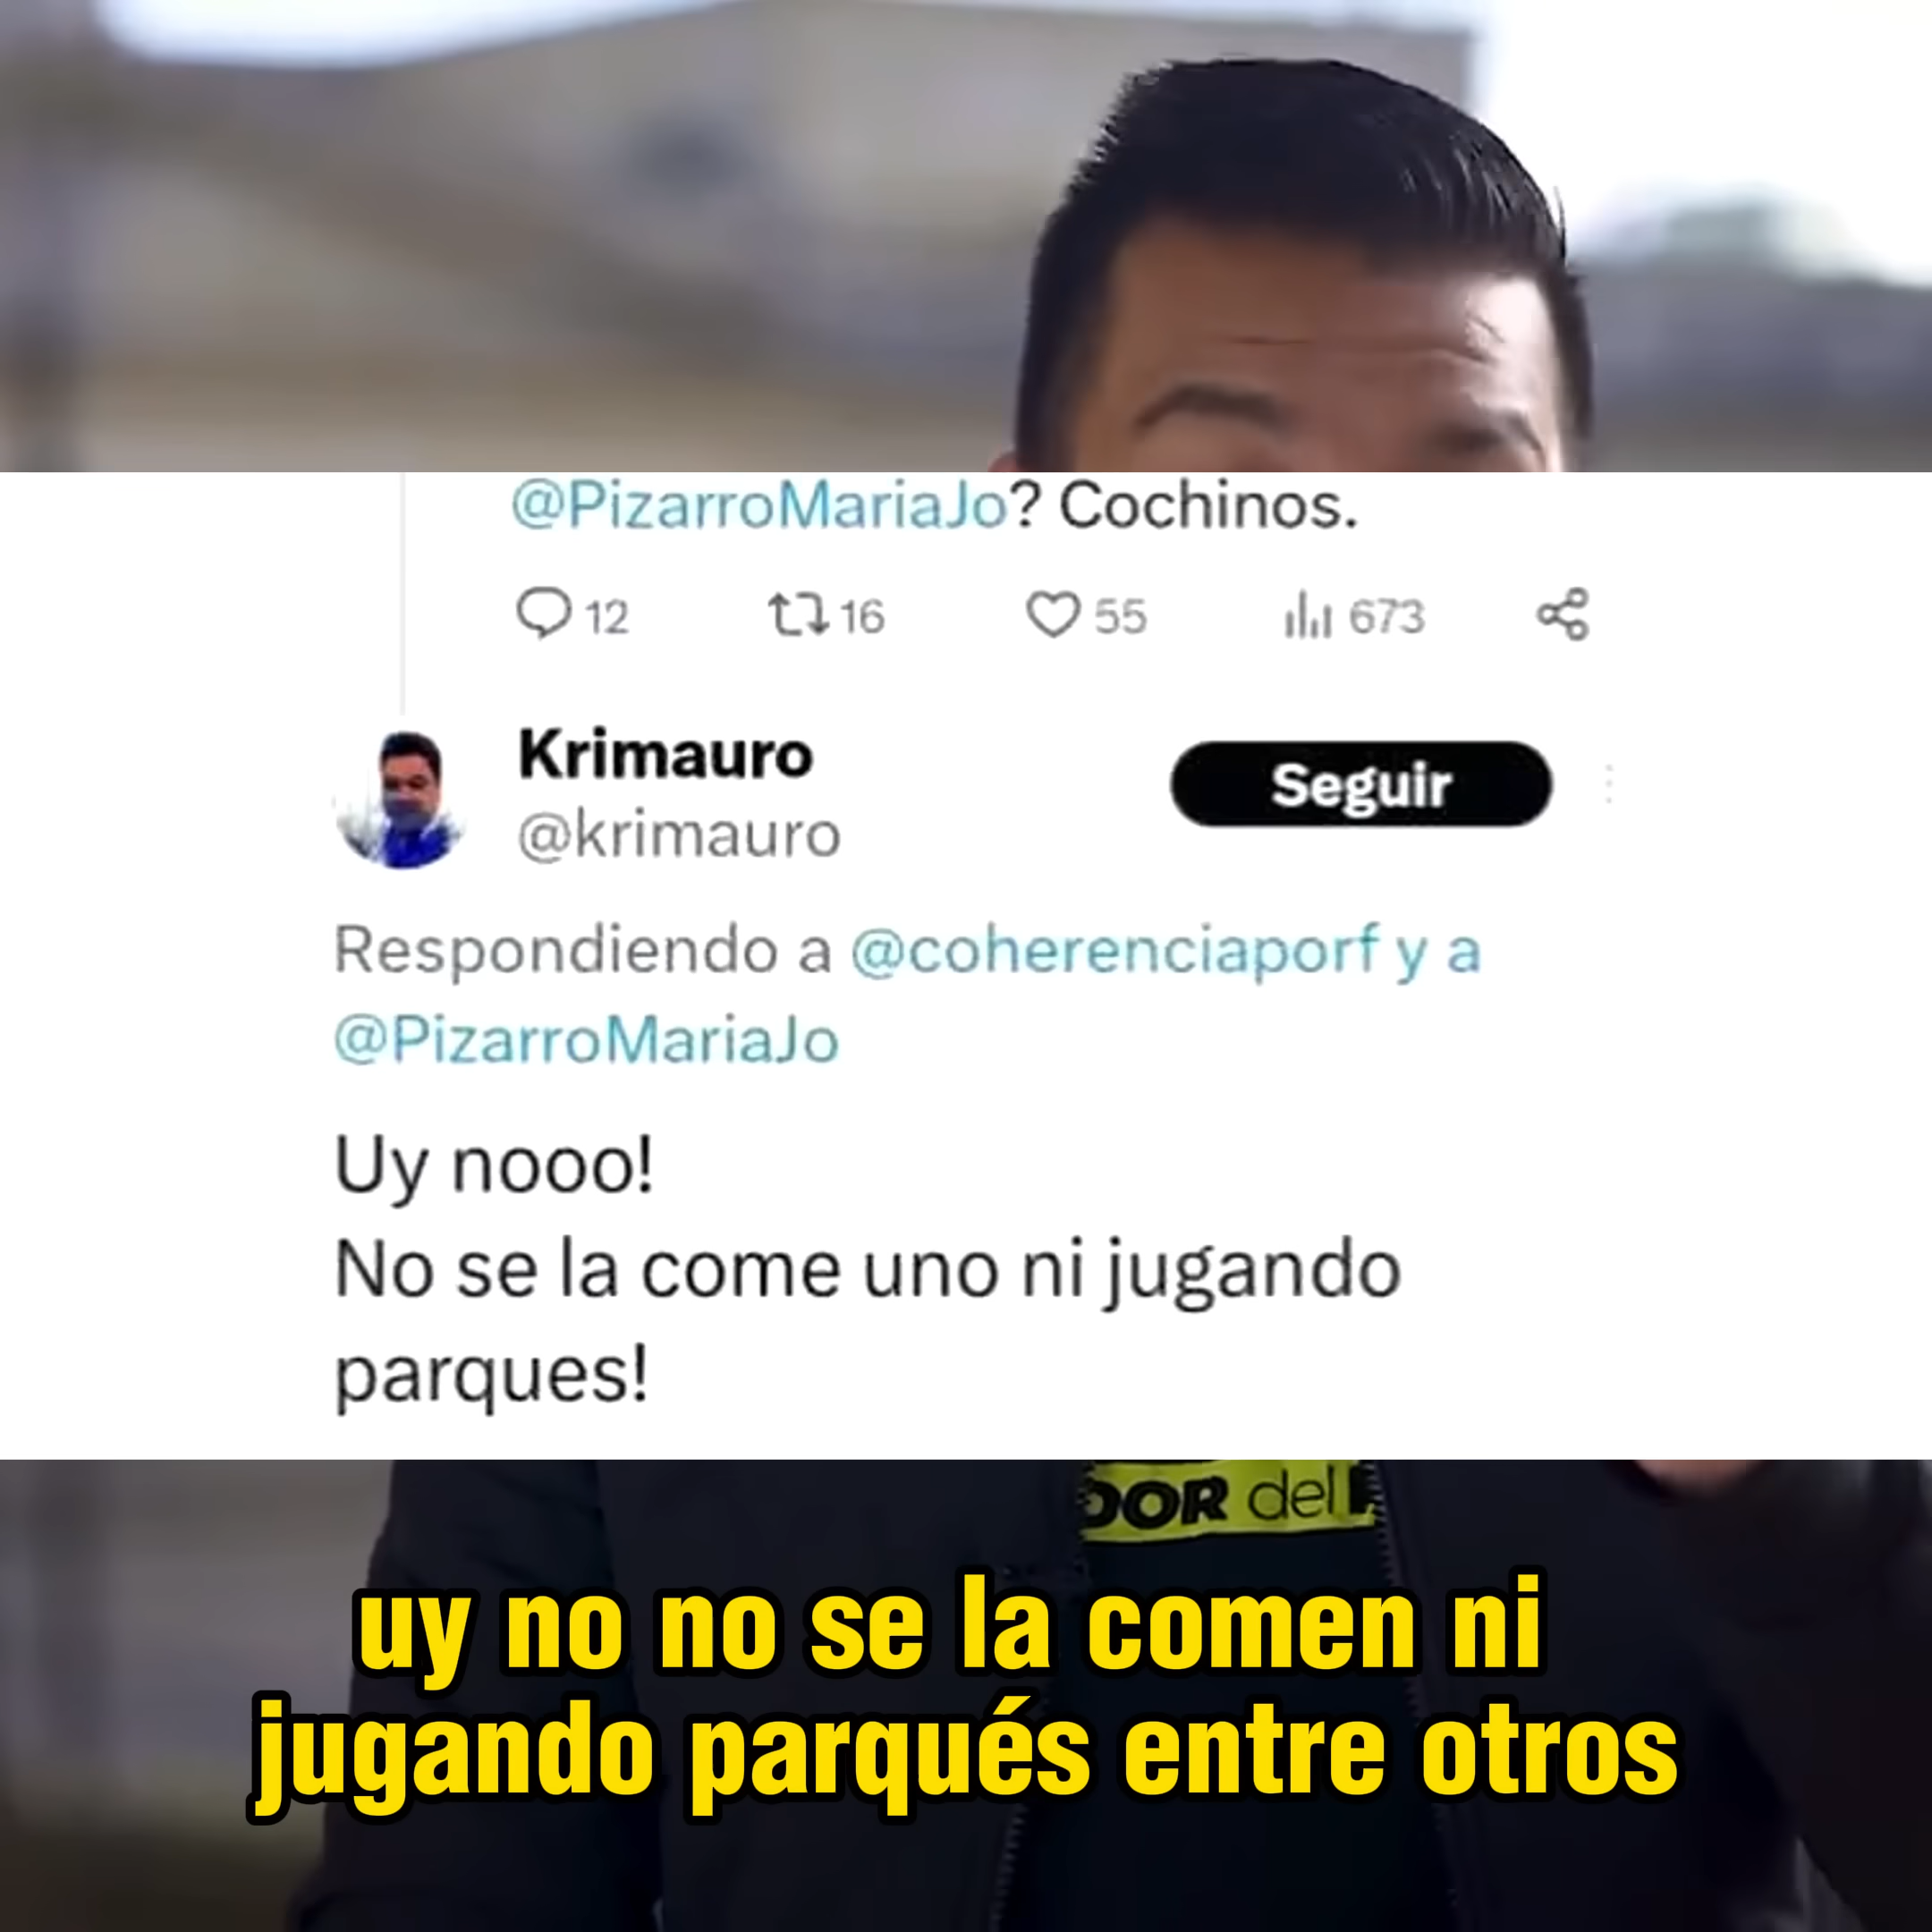 @PizarroMariaJo? Cochinos.
12 16 55 673
Krimauro
@krimauro
Seguir
Respondiendo a @coherenciaporf y a
@PizarroMariaJo
Uy nooo!
No se la come uno ni jugando
parques!
DOR del
uy no no se la comen ni
jugando parqués entre otros